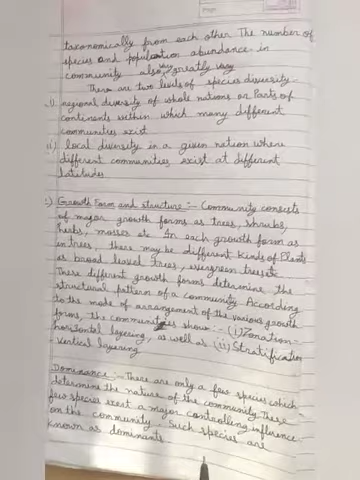 Page
taxonomically from each other The number of
species and population abundance in
community also very greatly vary
There are two levels of species diversity -
i) regional diversity of whole nations or Parts of
continents within which many different
communities exist
ii) local diversity in a given nation where
different communities exist at different
latitudes
Growth Form and structure :- Community consists
of major growth forms as trees, shrubs,
herbs, mosses etc In each growth form as
in trees, there may be different kinds of Plants
as broad leaved trees, evergreen trees etc
These different growth forms determine the
structural pattern of a community. According
to the mode of arrangement of the various growth
forms, the communities show :- (i) Zonation -
horizontal layering, as well as (ii) Stratification
- vertical layering
Dominance :- There are only a few species which
determine the nature of the community. These
few species exert a major controlling influence
on the community. Such species are
known as dominants